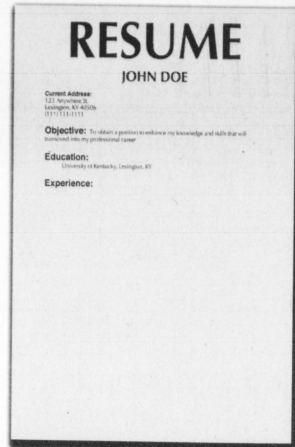 RESUME
JOHN DOE
Current Address:
123 Anywhere St.
Lexington, KY 40506
(111) 111-1111
Objective: To obtain a position to enhance my knowledge and skills that will
transcend into my professional career
Education:
University of Kentucky, Lexington, KY
Experience: